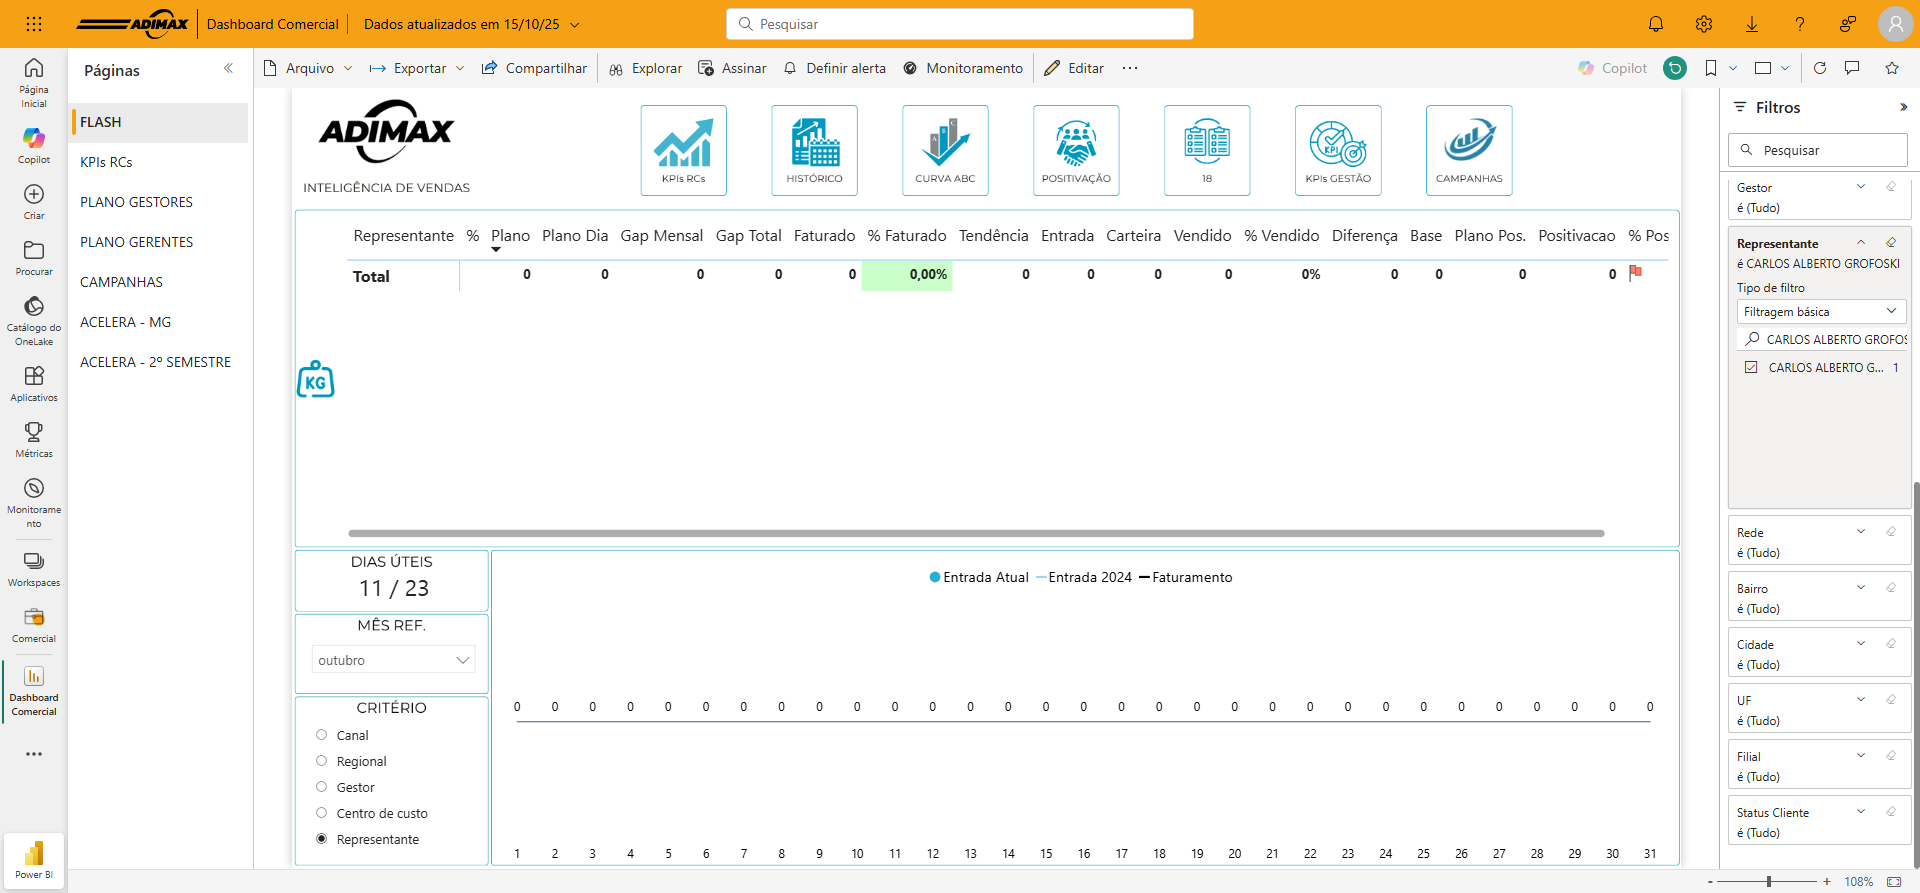 ADIMAX
Dashboard Comercial
Dados atualizados em 15/10/25
Pesquisar
Página Inicial
Copilot
Criar
Procurar
Catálogo do OneLake
Aplicativos
Métricas
Monitoramento
Workspaces
Comercial
Dashboard Comercial
Power BI
Páginas
FLASH
KPIs RCs
PLANO GESTORES
PLANO GERENTES
CAMPANHAS
ACELERA - MG
ACELERA - 2º SEMESTRE
Arquivo
Exportar
Compartilhar
Explorar
Assinar
Definir alerta
Monitoramento
Editar
Copilot
ADIMAX
INTELIGÊNCIA DE VENDAS
KPIs RCs
HISTÓRICO
A B C
CURVA ABC
POSITIVAÇÃO
18
KPI
KPIs GESTÃO
CAMPANHAS
Representante % Plano Plano Dia Gap Mensal Gap Total Faturado % Faturado Tendência Entrada Carteira Vendido % Vendido Diferença Base Plano Pos. Positivacao % Pos
Total 0 0 0 0 0 0,00% 0 0 0 0 0% 0 0 0 0
KG
DIAS ÚTEIS
11 / 23
MÊS REF.
outubro
CRITÉRIO
Canal
Regional
Gestor
Centro de custo
Representante
Entrada Atual Entrada 2024 Faturamento
0 0 0 0 0 0 0 0 0 0 0 0 0 0 0 0 0 0 0 0 0 0 0 0 0 0 0 0 0 0 0
1 2 3 4 5 6 7 8 9 10 11 12 13 14 15 16 17 18 19 20 21 22 23 24 25 26 27 28 29 30 31
Filtros
Pesquisar
Gestor
é (Tudo)
Representante
é CARLOS ALBERTO GROFOSKI
Tipo de filtro
Filtragem básica
CARLOS ALBERTO GROFOS
CARLOS ALBERTO G... 1
Rede
é (Tudo)
Bairro
é (Tudo)
Cidade
é (Tudo)
UF
é (Tudo)
Filial
é (Tudo)
Status Cliente
é (Tudo)
- + 108%